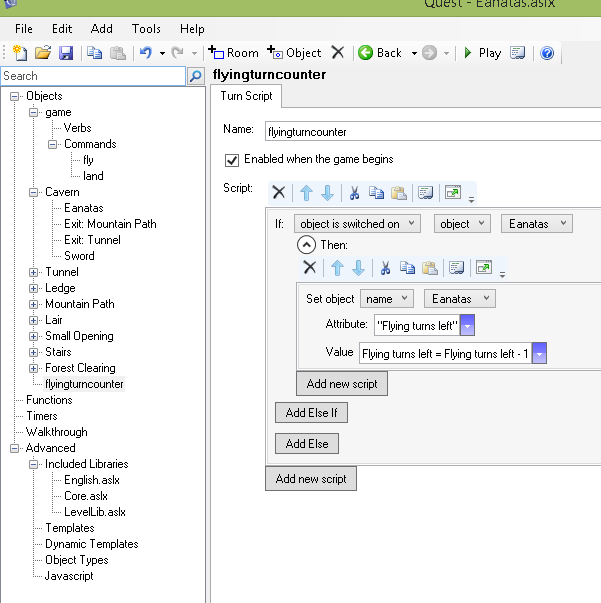 Quest - Eanatas.aslx
File Edit Add Tools Help
Room Object Back Play
Search
flyingturncounter
Turn Script
Objects
game
Verbs
Commands
fly
land
Cavern
Eanatas
Exit: Mountain Path
Exit: Tunnel
Sword
Tunnel
Ledge
Mountain Path
Lair
Small Opening
Stairs
Forest Clearing
flyingturncounter
Functions
Timers
Walkthrough
Advanced
Included Libraries
English.aslx
Core.aslx
LevelLib.aslx
Templates
Dynamic Templates
Object Types
Javascript
Name: flyingturncounter
Enabled when the game begins
Script:
If: object is switched on object Eanatas
Then:
Set object name Eanatas
Attribute: "Flying turns left"
Value Flying turns left = Flying turns left - 1
Add new script
Add Else If
Add Else
Add new script